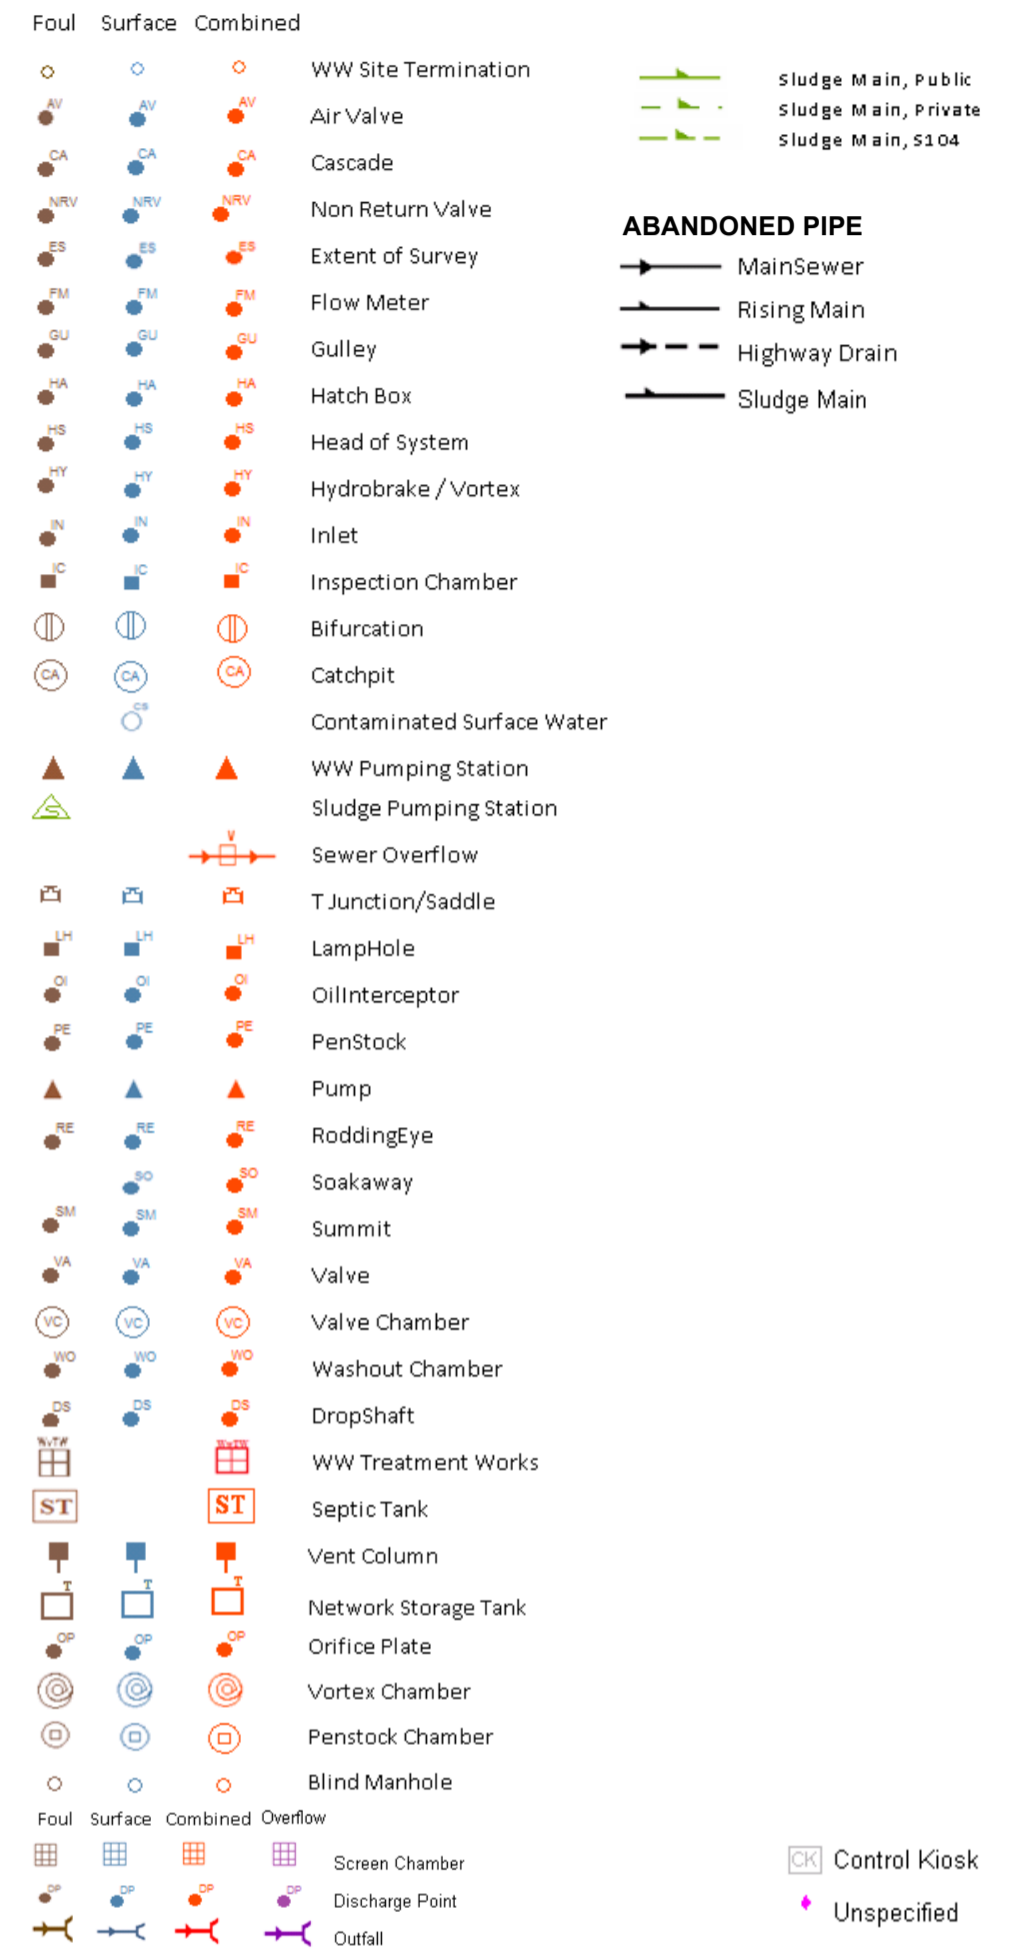 Foul Surface Combined
WW Site Termination
AV AV AV Air Valve
CA CA CA Cascade
NRV NRV NRV Non Return Valve
ES ES ES Extent of Survey
FM FM FM Flow Meter
GU GU GU Gulley
HA HA HA Hatch Box
HS HS HS Head of System
HY HY HY Hydrobrake / Vortex
IN IN IN Inlet
IC IC IC Inspection Chamber
Bifurcation
CA CA CA Catchpit
CS Contaminated Surface Water
WW Pumping Station
S Sludge Pumping Station
V
Sewer Overflow
T Junction/Saddle
LH LH LH LampHole
OI OI OI OilInterceptor
PE PE PE PenStock
Pump
RE RE RE RoddingEye
SO SO Soakaway
SM SM SM Summit
VA VA VA Valve
VC VC VC Valve Chamber
WO WO WO Washout Chamber
DS DS DS DropShaft
WwTW WwTW
WW Treatment Works
ST ST Septic Tank
Vent Column
T T T
Network Storage Tank
OP OP OP Orifice Plate
Vortex Chamber
Penstock Chamber
Blind Manhole
Foul Surface Combined Overflow
Screen Chamber
DP DP DP DP Discharge Point
Outfall
Sludge Main, Public
Sludge Main, Private
Sludge Main, S104
ABANDONED PIPE
MainSewer
Rising Main
Highway Drain
Sludge Main
CK Control Kiosk
Unspecified